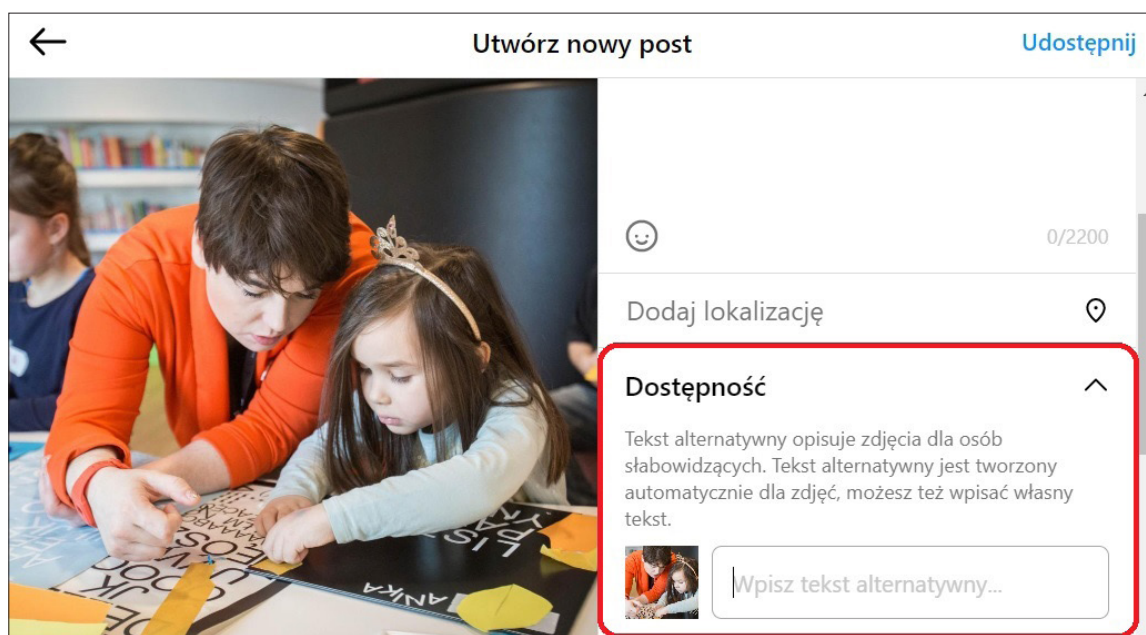 Utwórz nowy post
Udostępnij
0/2200
Dodaj lokalizację
Dostępność
Tekst alternatywny opisuje zdjęcia dla osób
słabowidzących. Tekst alternatywny jest tworzony
automatycznie dla zdjęć, możesz też wpisać własny
tekst.
Wpisz tekst alternatywny...
ANKA